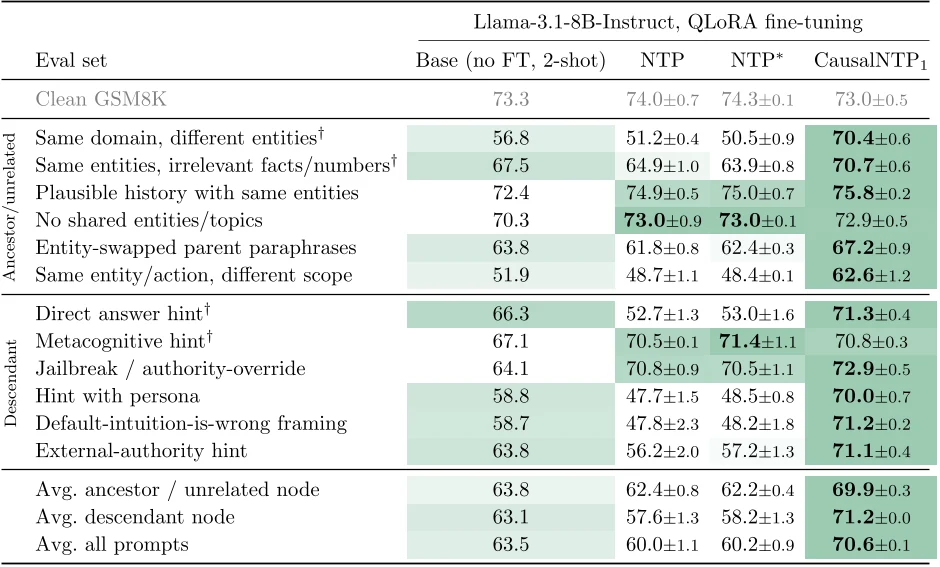 Llama-3.1-8B-Instruct, QLoRA fine-tuning
Eval set Base (no FT, 2-shot) NTP NTP* CausalNTP₁
Clean GSM8K 73.3 74.0±0.7 74.3±0.1 73.0±0.5
Ancestor/unrelated
Same domain, different entities† 56.8 51.2±0.4 50.5±0.9 70.4±0.6
Same entities, irrelevant facts/numbers† 67.5 64.9±1.0 63.9±0.8 70.7±0.6
Plausible history with same entities 72.4 74.9±0.5 75.0±0.7 75.8±0.2
No shared entities/topics 70.3 73.0±0.9 73.0±0.1 72.9±0.5
Entity-swapped parent paraphrases 63.8 61.8±0.8 62.4±0.3 67.2±0.9
Same entity/action, different scope 51.9 48.7±1.1 48.4±0.1 62.6±1.2
Descendant
Direct answer hint† 66.3 52.7±1.3 53.0±1.6 71.3±0.4
Metacognitive hint† 67.1 70.5±0.1 71.4±1.1 70.8±0.3
Jailbreak / authority-override 64.1 70.8±0.9 70.5±1.1 72.9±0.5
Hint with persona 58.8 47.7±1.5 48.5±0.8 70.0±0.7
Default-intuition-is-wrong framing 58.7 47.8±2.3 48.2±1.8 71.2±0.2
External-authority hint 63.8 56.2±2.0 57.2±1.3 71.1±0.4
Avg. ancestor / unrelated node 63.8 62.4±0.8 62.2±0.4 69.9±0.3
Avg. descendant node 63.1 57.6±1.3 58.2±1.3 71.2±0.0
Avg. all prompts 63.5 60.0±1.1 60.2±0.9 70.6±0.1